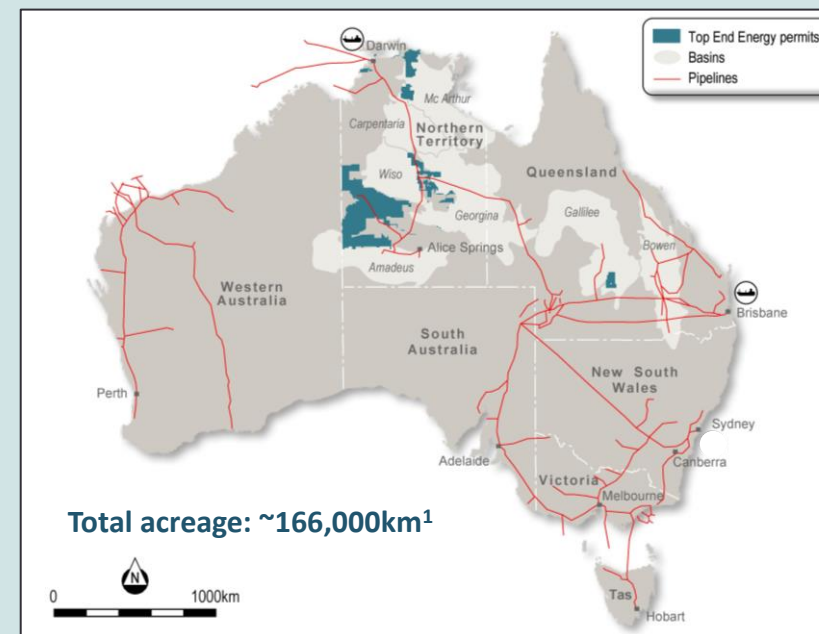 Top End Energy permits
Basins
Pipelines
Darwin
Mc Arthur
Carpentaria
Northern
Territory
Wiso
Queensland
Georgina
Gallilee
Bowen
Alice Springs
Amadeus
Western
Australia
Brisbane
South
Australia
New South
Wales
Perth
Sydney
Adelaide
Canberra
Victoria
Melbourne
Total acreage: ~166,000km¹
N
0 1000km
Tas
Hobart